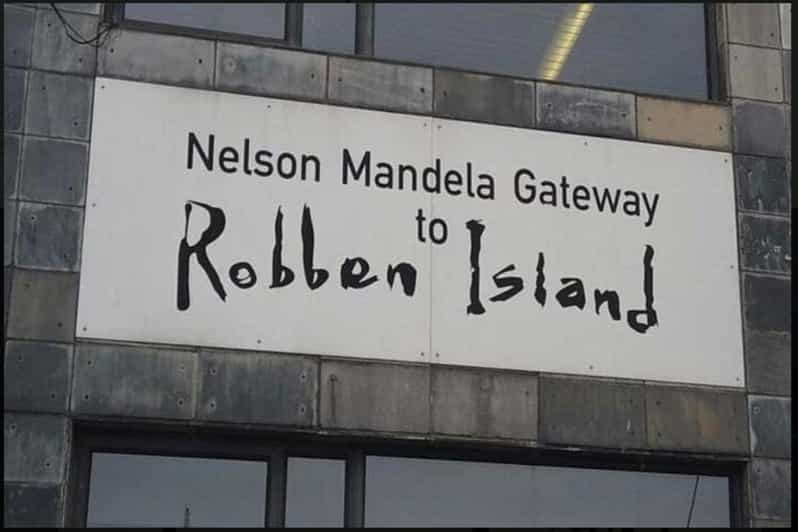 Nelson Mandela Gateway
to
Robben Island